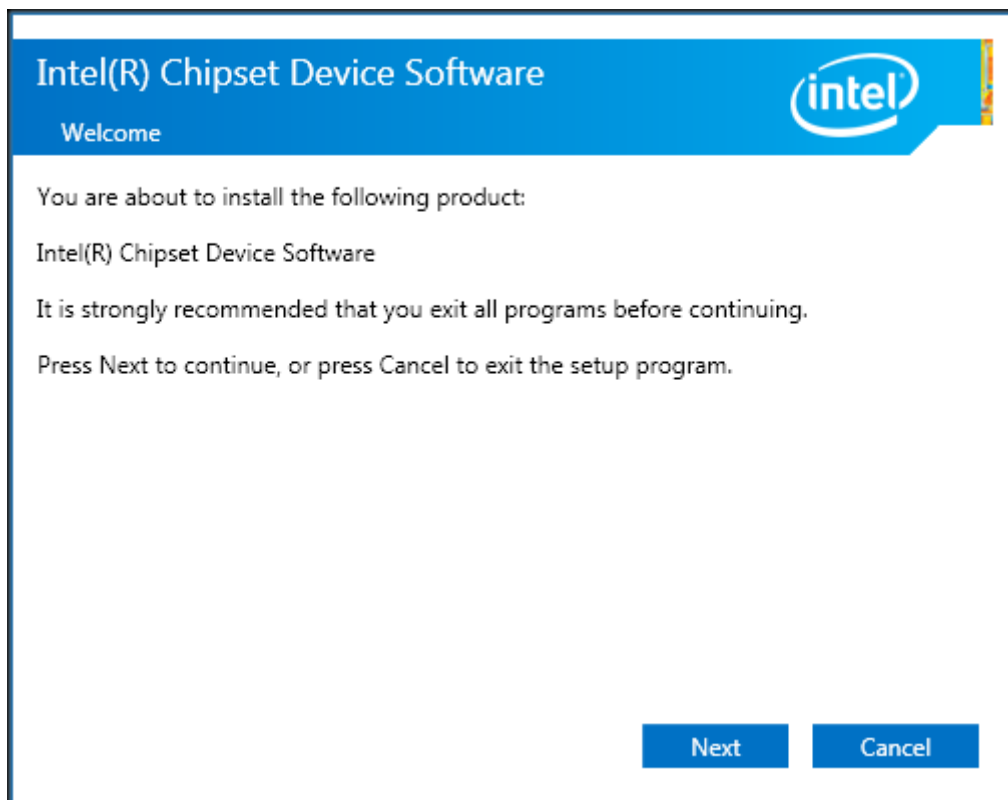 Intel(R) Chipset Device Software
intel
Welcome
You are about to install the following product:
Intel(R) Chipset Device Software
It is strongly recommended that you exit all programs before continuing.
Press Next to continue, or press Cancel to exit the setup program.
Next
Cancel